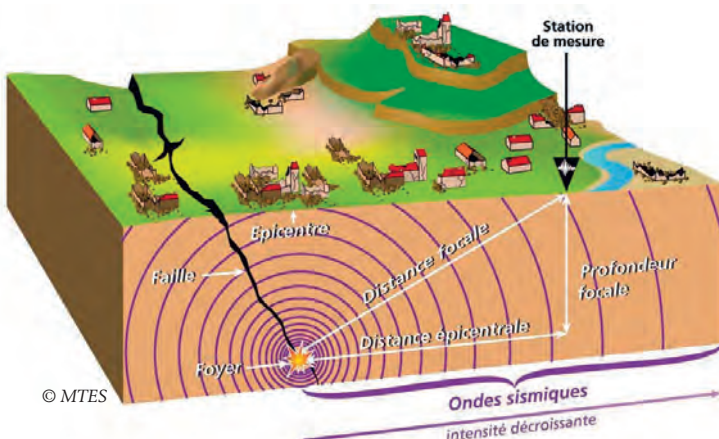 Station
de mesure
Epicentre
Faille
Distance focale
Profondeur
focale
Distance épicentrale
Foyer
© MTES
Ondes sismiques
intensité décroissante